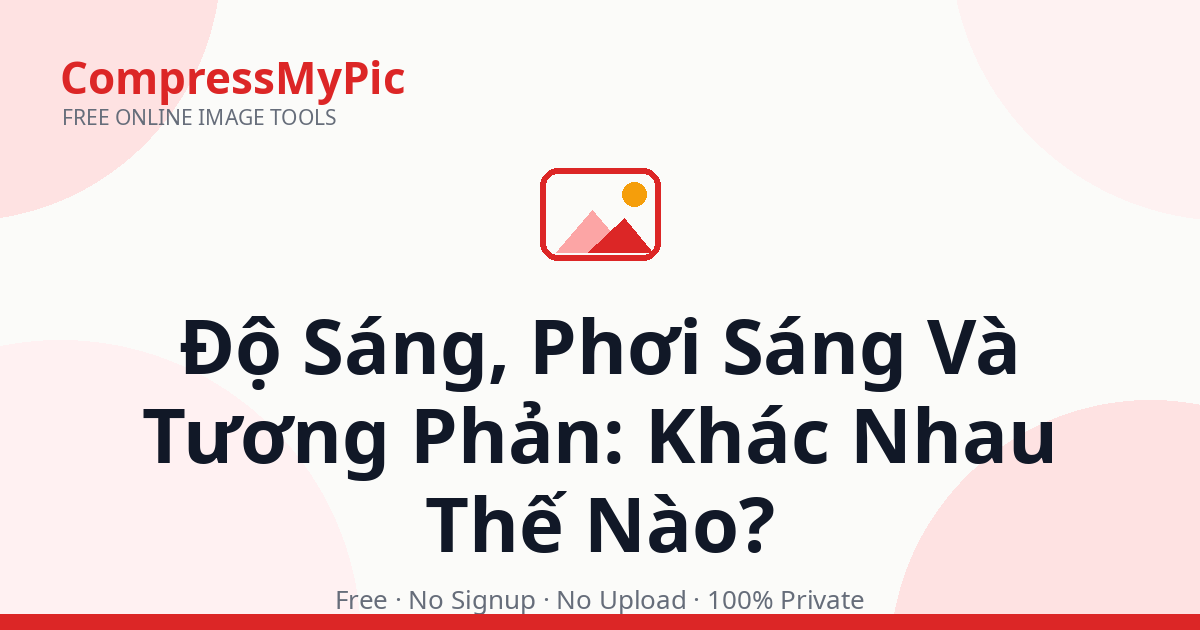 CompressMyPic
FREE ONLINE IMAGE TOOLS
Độ Sáng, Phơi Sáng Và
Tương Phản: Khác Nhau
Thế Nào?
Free · No Signup · No Upload · 100% Private